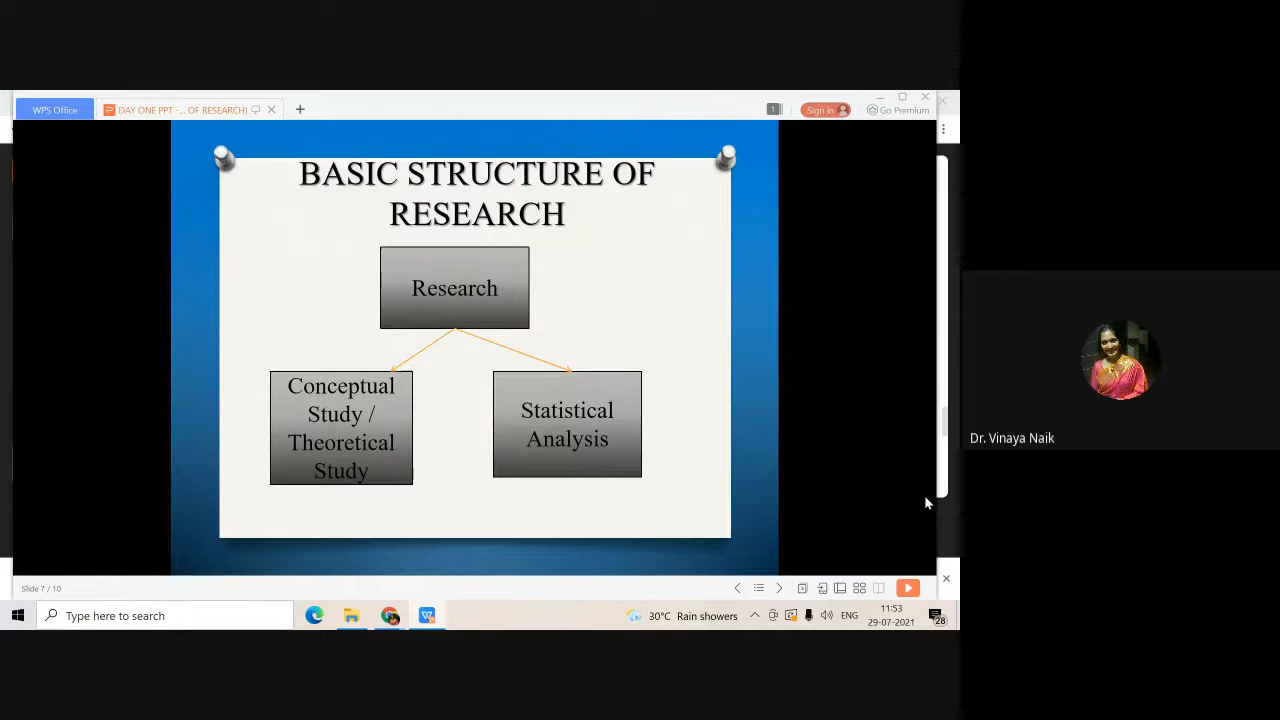 WPS Office
DAY ONE PPT -... OF RESEARCH)
1
Sign in
Go Premium
BASIC STRUCTURE OF
RESEARCH
Research
Conceptual
Study /
Theoretical
Study
Statistical
Analysis
Dr. Vinaya Naik
Slide 7 / 10
Type here to search
30°C Rain showers
ENG
11:53
29-07-2021
28